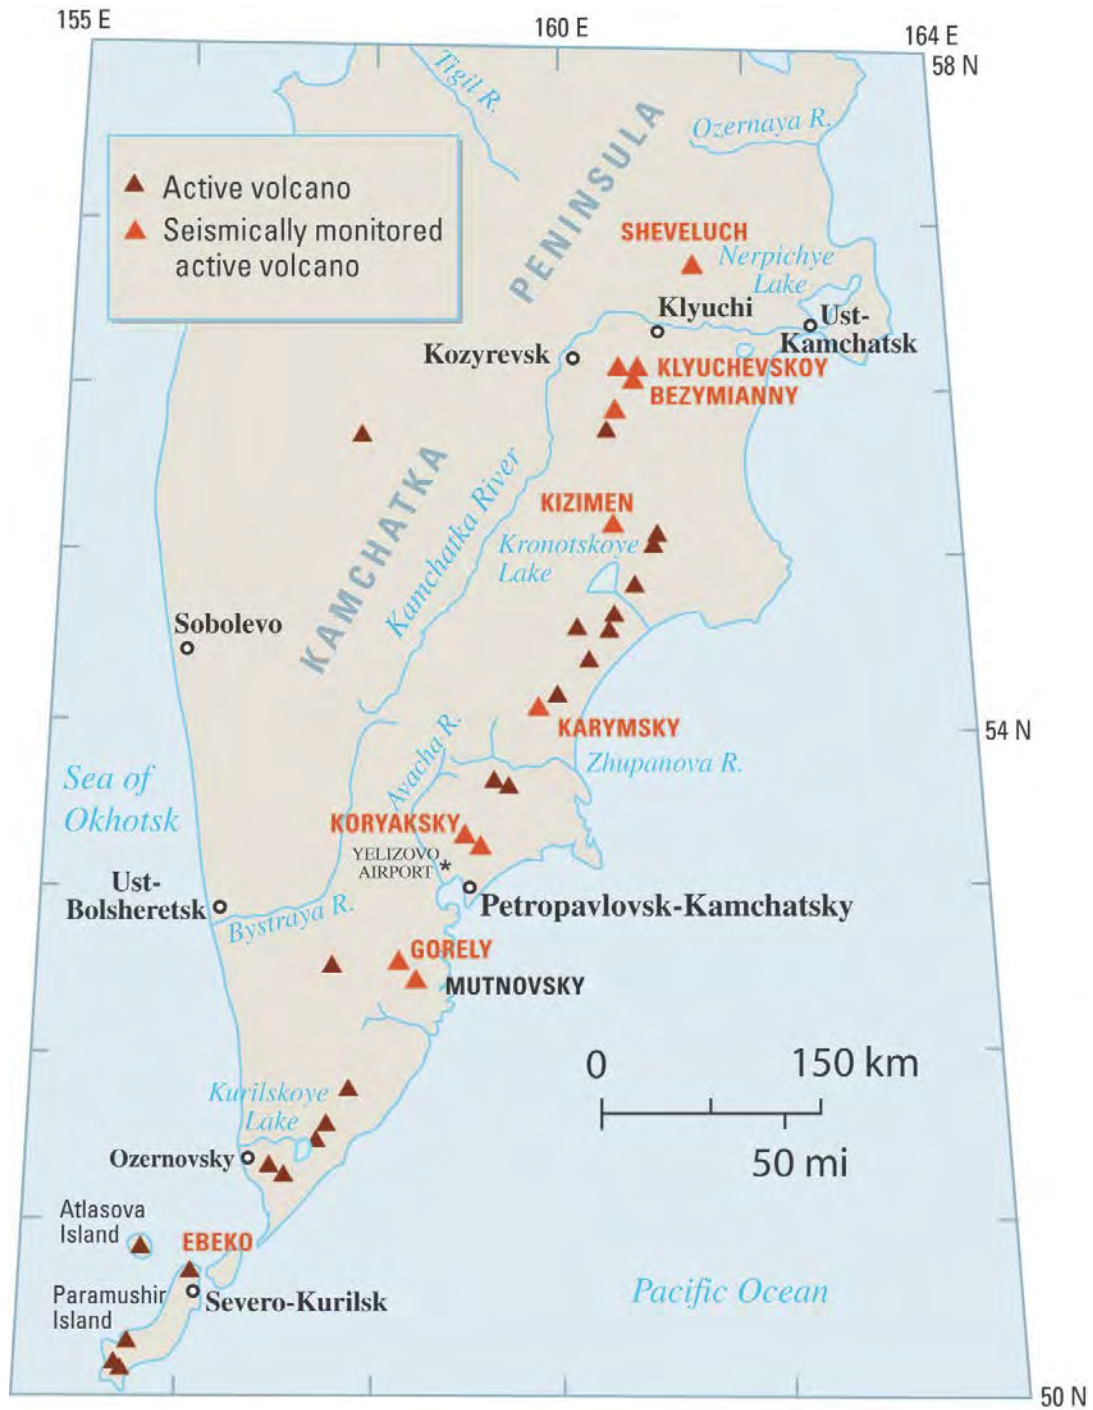 155 E
160 E
164 E
58 N
Tigil R.
Ozernaya R.
PENINSULA
Active volcano
Seismically monitored
active volcano
SHEVELUCH
Nerpichye
Lake
Klyuchi
Ust-
Kamchatsk
Kozyrevsk
KLYUCHEVSKOY
BEZYMIANNY
KAMCHATKA
Kamchatka River
KIZIMEN
Kronotskoye
Lake
Sobolevo
KARYMSKY
54 N
Avacha R.
Zhupanova R.
Sea of
Okhotsk
KORYAKSKY
YELIZOVO
AIRPORT *
Ust-
Bolsheretsk
Petropavlovsk-Kamchatsky
Bystraya R.
GORELY
MUTNOVSKY
0 150 km
50 mi
Kurilskoye
Lake
Ozernovsky
Atlasova
Island
EBEKO
Paramushir
Island
Severo-Kurilsk
Pacific Ocean
50 N